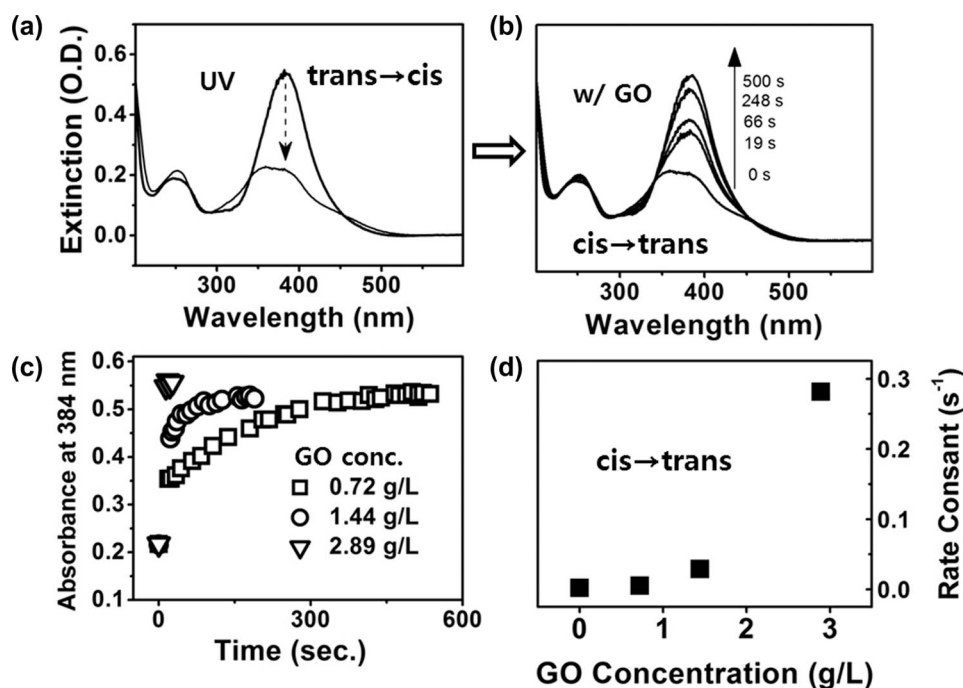 (a)
Extinction (O.D.)
0.6
0.4
0.2
0.0
UV
trans→cis
300 400 500
Wavelength (nm)
(b)
w/ GO
500 s
248 s
66 s
19 s
0 s
cis→trans
300 400 500
Wavelength (nm)
(c)
Absorbance at 384 nm
0.6
0.5
0.4
0.3
0.2
0.1
GO conc.
0.72 g/L
1.44 g/L
2.89 g/L
0 300 600
Time (sec.)
(d)
cis→trans
0.3
0.2
0.1
0.0
Rate Consant (s⁻¹)
0 1 2 3
GO Concentration (g/L)